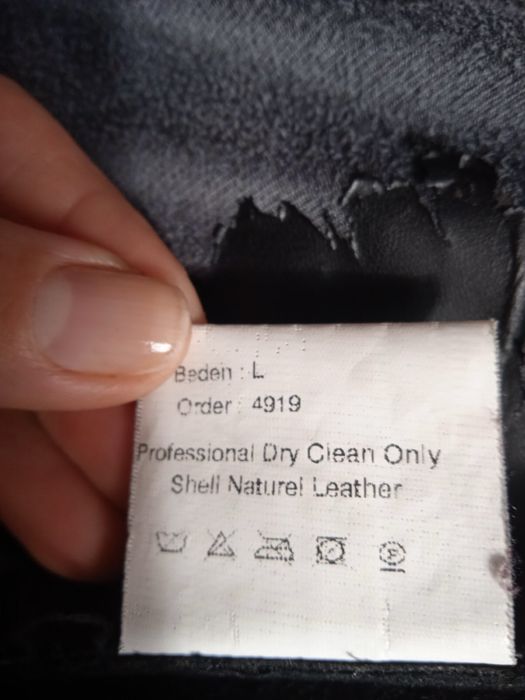 Beden : L
Order : 4919
Professional Dry Clean Only
Shell Naturel Leather